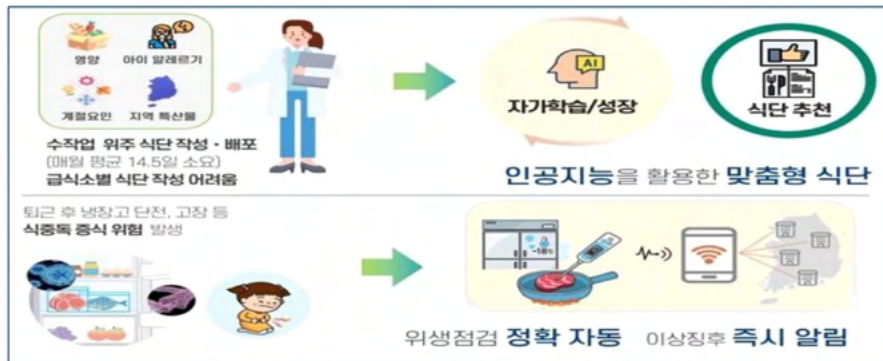 영양
아이 알레르기
계절요인
지역 특산물
수작업 위주 식단 작성・배포
(매월 평균 14.5일 소요)
급식소별 식단 작성 어려움
AI
자가학습/성장
식단 추천
인공지능을 활용한 맞춤형 식단
퇴근 후 냉장고 단전, 고장 등
식중독 증식 위험 발생
-18℃
위생점검 정확 자동 이상징후 즉시 알림